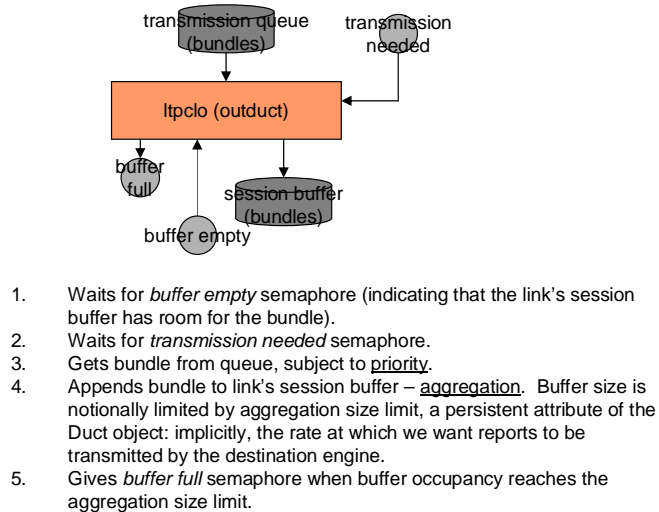 transmission queue
(bundles)
transmission
needed
ltpclo (outduct)
buffer
full
session buffer
(bundles)
buffer empty
1. Waits for buffer empty semaphore (indicating that the link's session
buffer has room for the bundle).
2. Waits for transmission needed semaphore.
3. Gets bundle from queue, subject to priority.
4. Appends bundle to link's session buffer – aggregation. Buffer size is
notionally limited by aggregation size limit, a persistent attribute of the
Duct object: implicitly, the rate at which we want reports to be
transmitted by the destination engine.
5. Gives buffer full semaphore when buffer occupancy reaches the
aggregation size limit.